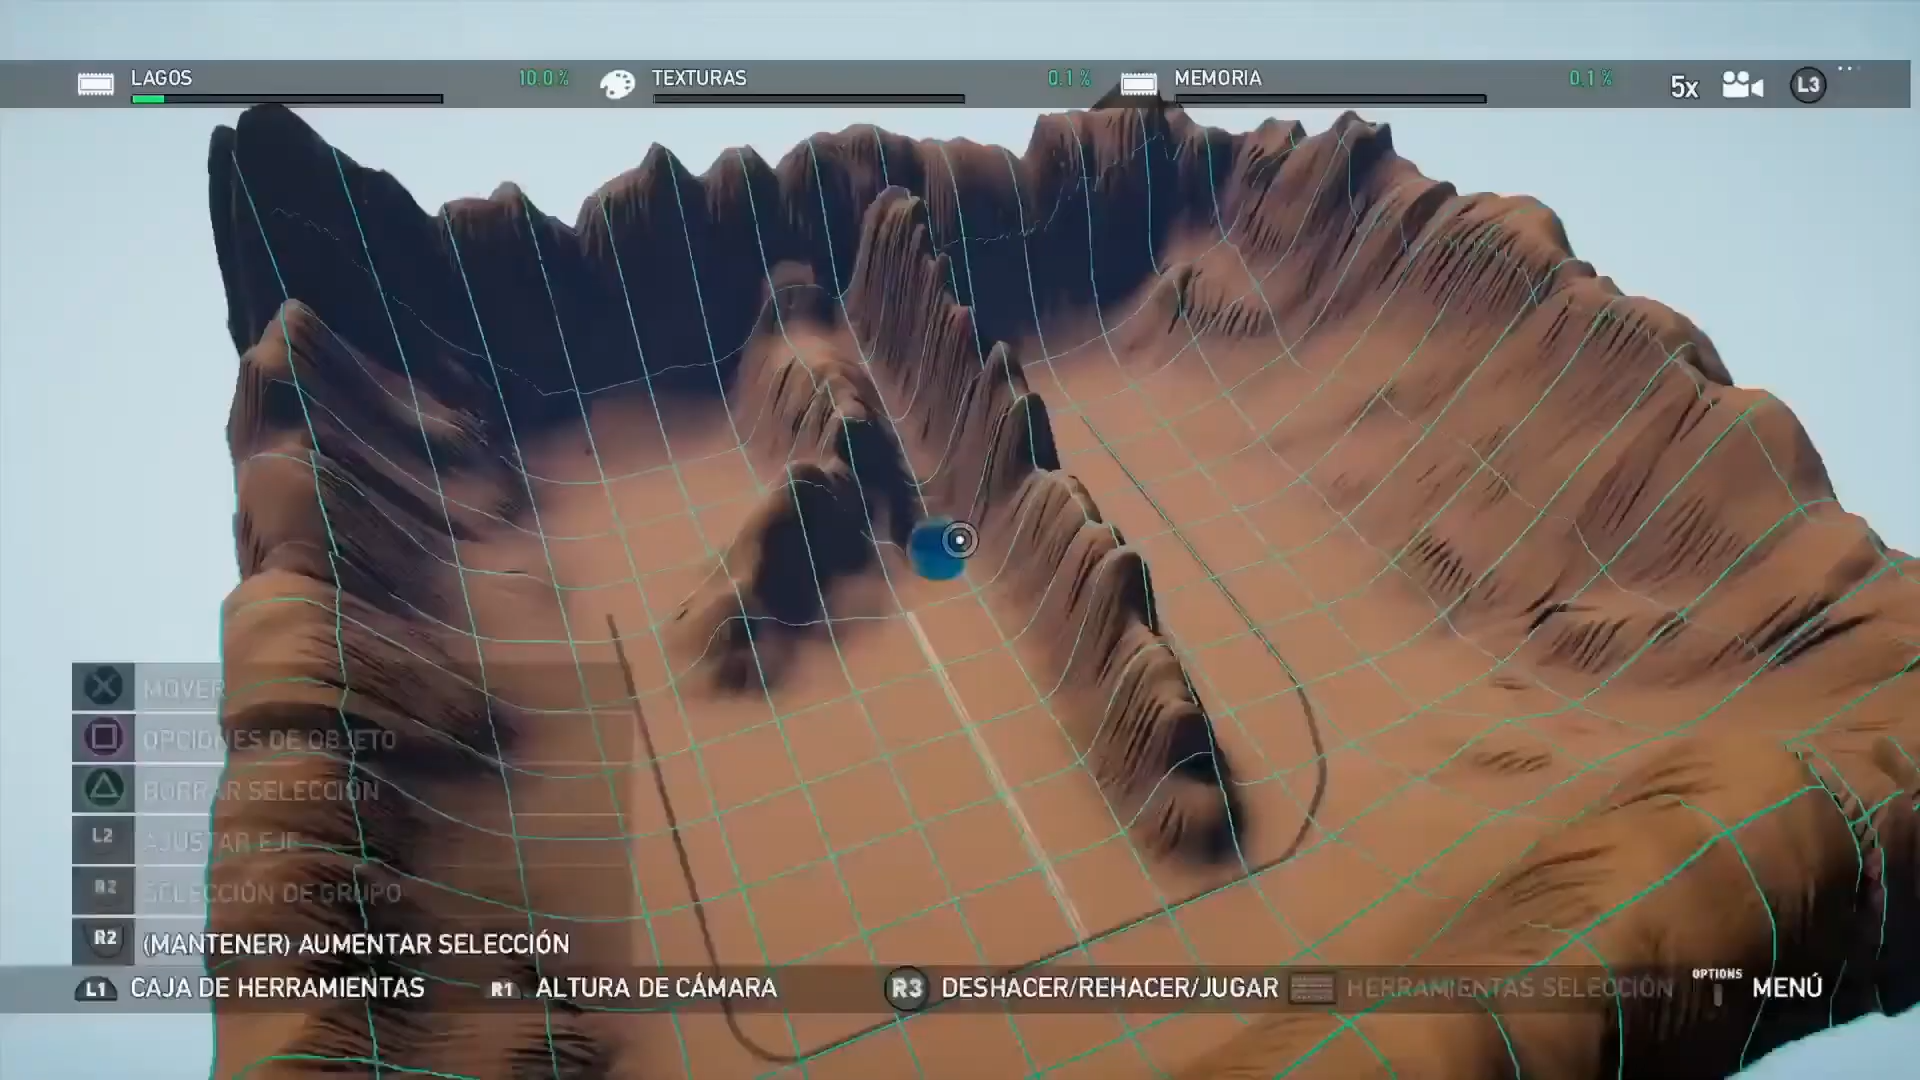 LAGOS 10.0 % TEXTURAS 0.1 % MEMORIA 0.1 % 5x L3
MOVER
OPCIONES DE OBJETO
BORRAR SELECCIÓN
L2 AJUSTAR EJE
R2 SELECCIÓN DE GRUPO
R2 (MANTENER) AUMENTAR SELECCIÓN
L1 CAJA DE HERRAMIENTAS R1 ALTURA DE CÁMARA R3 DESHACER/REHACER/JUGAR HERRAMIENTAS SELECCIÓN OPTIONS MENÚ